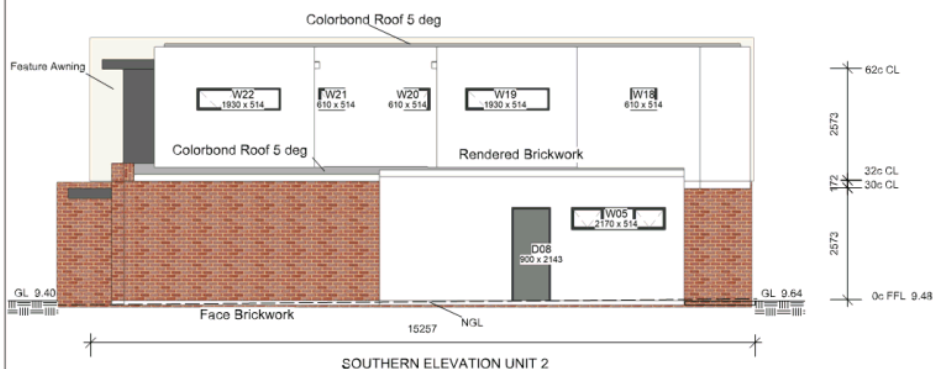 Colorbond Roof 5 deg
Feature Awning
62c CL
W22
1930 x 514
W21
610 x 514
W20
610 x 514
W19
1930 x 514
W18
610 x 514
2573
Colorbond Roof 5 deg
Rendered Brickwork
32c CL
172
30c CL
W05
2170 x 514
2573
D08
900 x 2143
GL 9.40
GL 9.64
0c FFL 9.48
Face Brickwork
NGL
15257
SOUTHERN ELEVATION UNIT 2